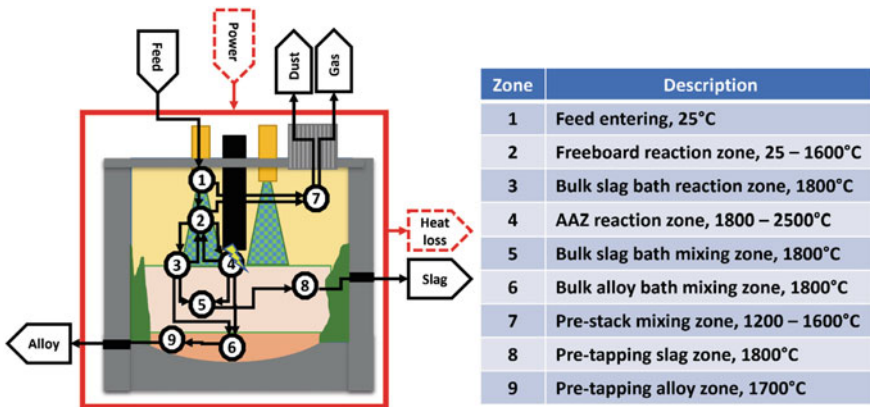 Feed
Power
Dust
Gas
1
2
3
4
5
6
7
8
9
Heat
loss
Slag
Alloy
Zone Description
1 Feed entering, 25°C
2 Freeboard reaction zone, 25 – 1600°C
3 Bulk slag bath reaction zone, 1800°C
4 AAZ reaction zone, 1800 – 2500°C
5 Bulk slag bath mixing zone, 1800°C
6 Bulk alloy bath mixing zone, 1800°C
7 Pre-stack mixing zone, 1200 – 1600°C
8 Pre-tapping slag zone, 1800°C
9 Pre-tapping alloy zone, 1700°C